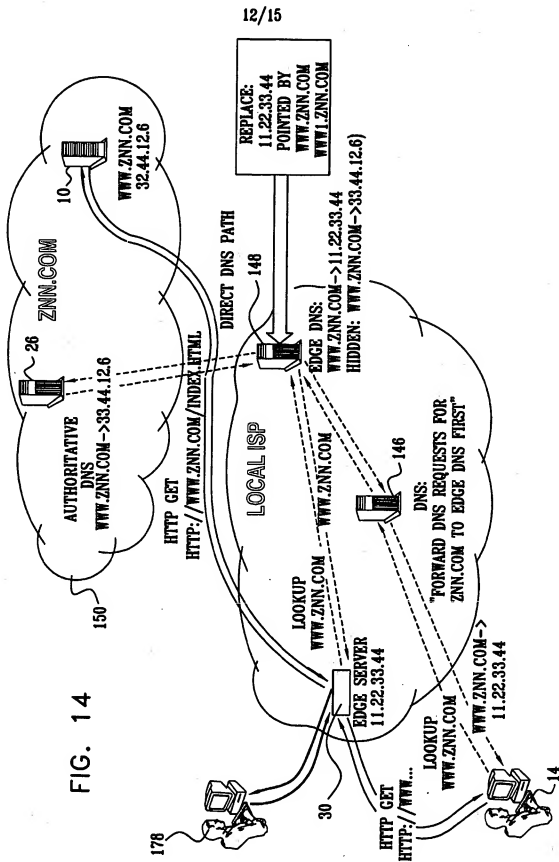 12/15
FIG. 14
150
ZNN.COM
26
AUTHORITATIVE
DNS
WWW.ZNN.COM->33.44.12.6
10
WWW.ZNN.COM
32.44.12.6
HTTP GET
HTTP://WWW.ZNN.COM/INDEX.HTML
DIRECT DNS PATH
148
REPLACE:
11.22.33.44
POINTED BY
WWW.ZNN.COM
WWW1.ZNN.COM
EDGE DNS:
WWW.ZNN.COM->11.22.33.44
HIDDEN: WWW.ZNN.COM->33.44.12.6)
LOCAL ISP
LOOKUP
WWW.ZNN.COM
WWW.ZNN.COM
146
DNS:
"FORWARD DNS REQUESTS FOR
ZNN.COM TO EDGE DNS FIRST"
EDGE SERVER
11.22.33.44
30
178
HTTP GET
HTTP://WWW...
LOOKUP
WWW.ZNN.COM
WWW.ZNN.COM->
11.22.33.44
14